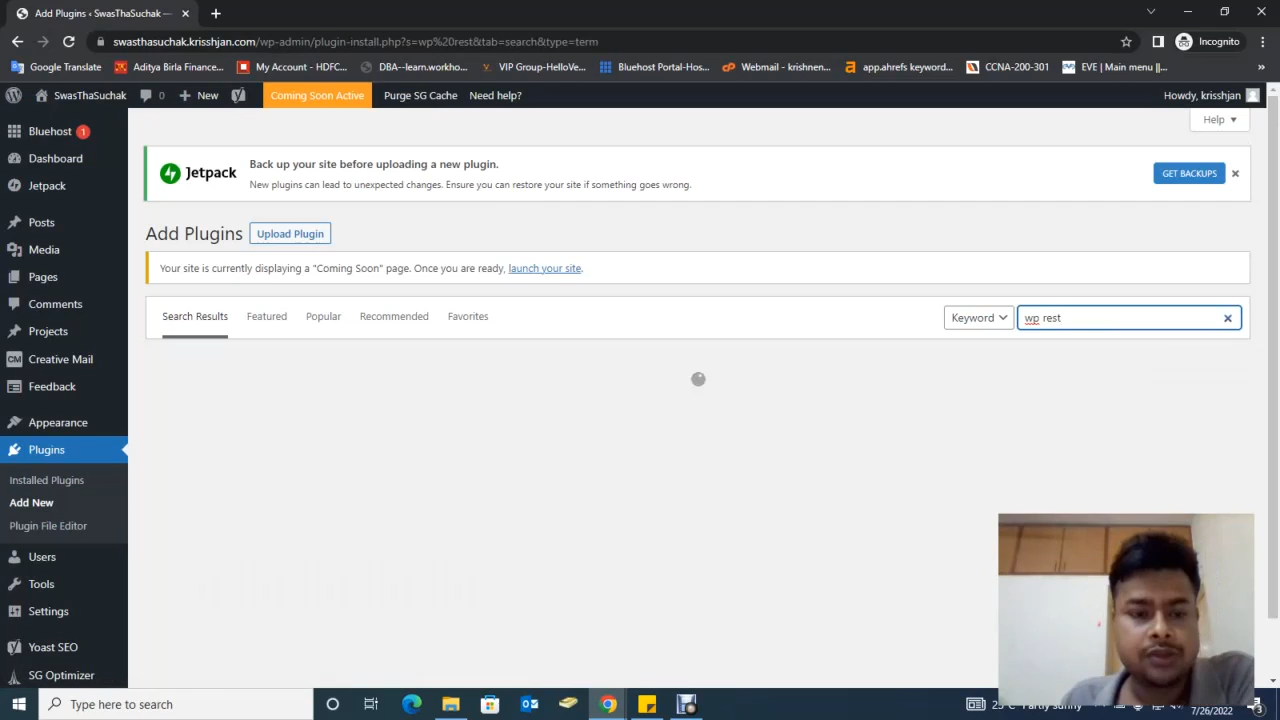 Add Plugins ‹ SwasThaSuchak —
swasthasuchak.krisshjan.com/wp-admin/plugin-install.php?s=wp%20rest&tab=search&type=term
Incognito
Google Translate
Aditya Birla Finance...
My Account - HDFC...
DBA--learn.workho...
VIP Group-HelloVe...
Bluehost Portal-Hos...
Webmail - krishnen...
app.ahrefs keyword...
CCNA-200-301
EVE | Main menu ||...
»
SwasThaSuchak
0
New
Coming Soon Active
Purge SG Cache
Need help?
Howdy, krisshjan
Help
Bluehost 1
Dashboard
Jetpack
Posts
Media
Pages
Comments
Projects
CM Creative Mail
Feedback
Appearance
Plugins
Installed Plugins
Add New
Plugin File Editor
Users
Tools
Settings
Yoast SEO
SG Optimizer
Jetpack
Back up your site before uploading a new plugin.
New plugins can lead to unexpected changes. Ensure you can restore your site if something goes wrong.
GET BACKUPS
Add Plugins
Upload Plugin
Your site is currently displaying a "Coming Soon" page. Once you are ready, launch your site.
Search Results
Featured
Popular
Recommended
Favorites
Keyword
wp rest
Type here to search
Partly sunny
7/26/2022
3